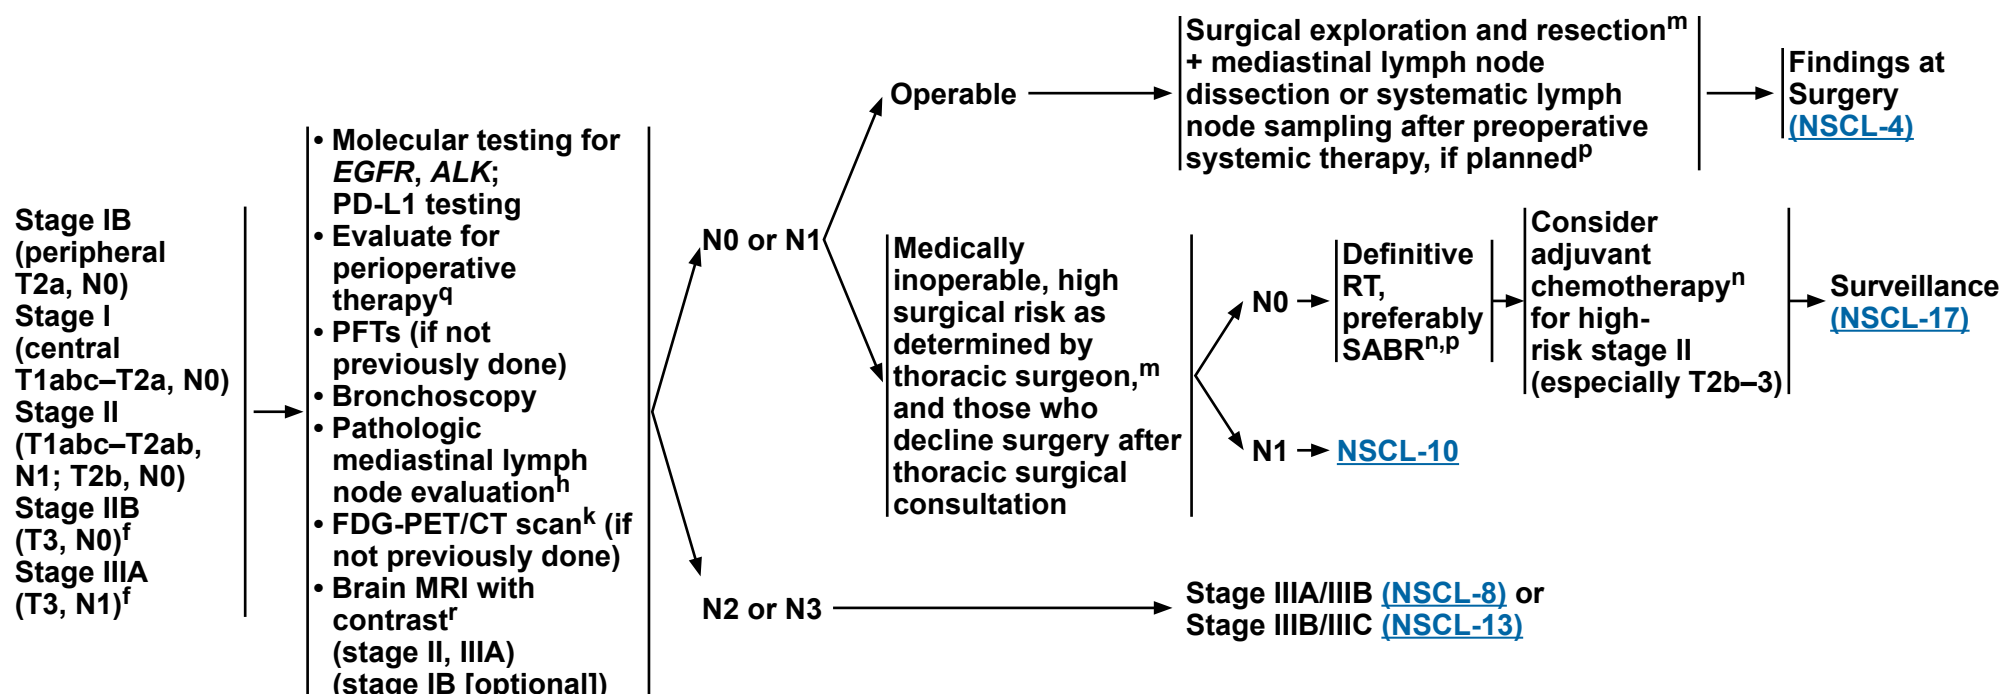 Stage IB
(peripheral
T2a, N0)
Stage I
(central
T1abc–T2a, N0)
Stage II
(T1abc–T2ab,
N1; T2b, N0)
Stage IIB
(T3, N0)f
Stage IIIA
(T3, N1)f
• Molecular testing for
EGFR, ALK;
PD-L1 testing
• Evaluate for
perioperative
therapyq
• PFTs (if not
previously done)
• Bronchoscopy
• Pathologic
mediastinal lymph
node evaluationh
• FDG-PET/CT scank (if
not previously done)
• Brain MRI with
contrastr
(stage II, IIIA)
(stage IB [optional])
N0 or N1
Operable
Surgical exploration and resectionm
+ mediastinal lymph node
dissection or systematic lymph
node sampling after preoperative
systemic therapy, if plannedp
Findings at
Surgery
(NSCL-4)
Medically
inoperable, high
surgical risk as
determined by
thoracic surgeon,m
and those who
decline surgery after
thoracic surgical
consultation
N0
Definitive
RT,
preferably
SABRn,p
Consider
adjuvant
chemotherapyn
for high-
risk stage II
(especially T2b–3)
Surveillance
(NSCL-17)
N1
NSCL-10
N2 or N3
Stage IIIA/IIIB (NSCL-8) or
Stage IIIB/IIIC (NSCL-13)